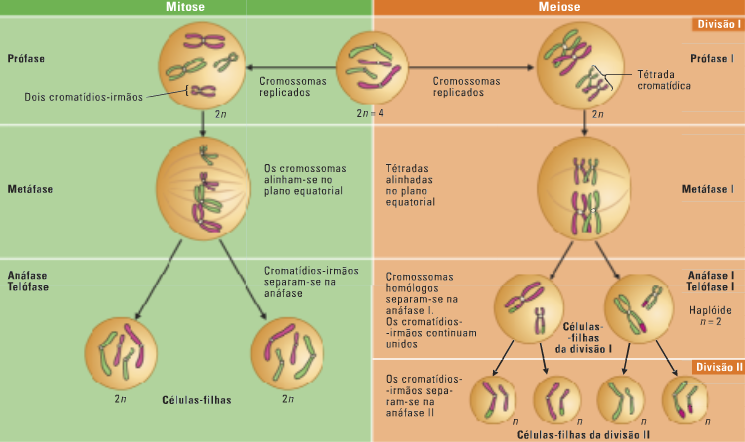 Mitose
Meiose
Divisão I
Prófase
Dois cromatídios-irmãos
2n
Cromossomas
replicados
2n = 4
Cromossomas
replicados
2n
Prófase I
Tétrada
cromatídica
Metáfase
Os cromossomas
alinham-se no
plano equatorial
Tétradas
alinhadas
no plano
equatorial
Metáfase I
Anáfase
Telófase
Cromatídios-irmãos
separam-se na
anáfase
2n
Células-filhas
2n
Cromossomas
homólogos
separam-se na
anáfase I.
Os cromatídios-
-irmãos continuam
unidos
Células-
-filhas
da divisão I
Anáfase I
Telófase I
Haplóide
n = 2
Divisão II
Os cromatídios-
-irmãos sepa-
ram-se na
anáfase II
n
n
n
n
Células-filhas da divisão II